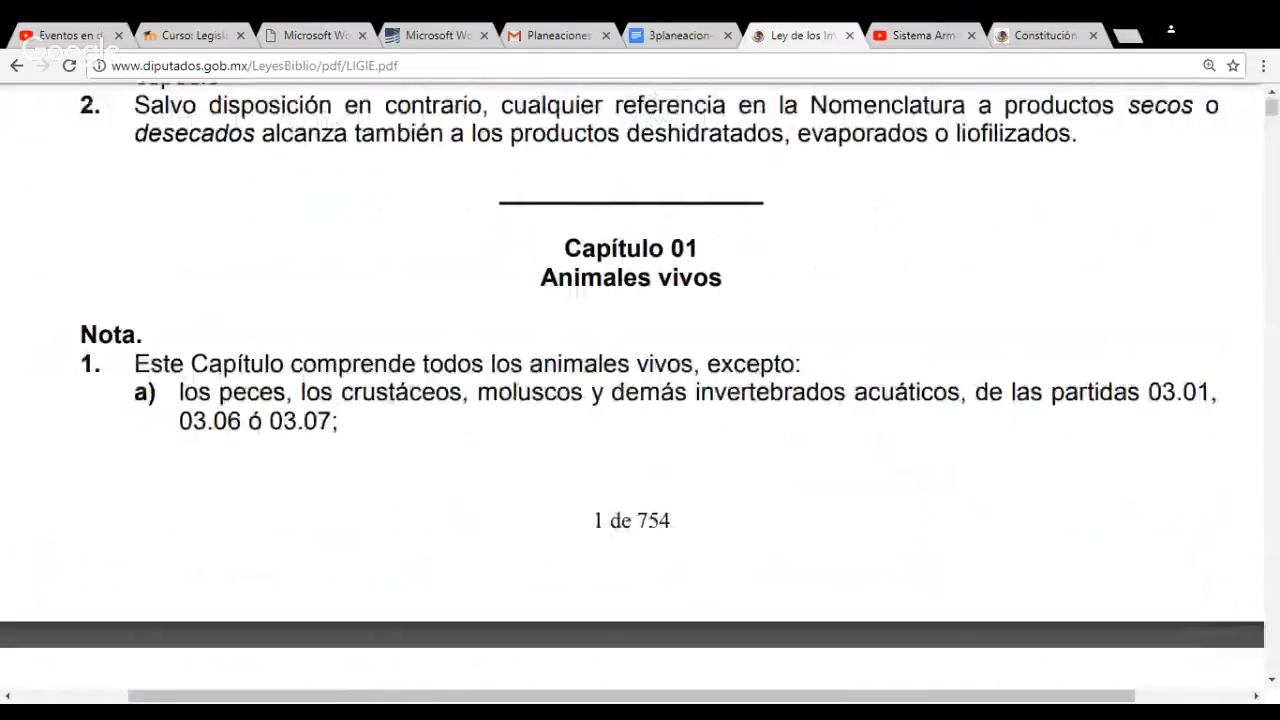 Eventos en d
Curso: Legisla
Microsoft Wo
Microsoft Wo
Planeaciones
3planeacion-
Ley de los Im
Sistema Arm
Constitución
Google
www.diputados.gob.mx/LeyesBiblio/pdf/LIGIE.pdf
2. Salvo disposición en contrario, cualquier referencia en la Nomenclatura a productos secos o
desecados alcanza también a los productos deshidratados, evaporados o liofilizados.
Capítulo 01
Animales vivos
Nota.
1. Este Capítulo comprende todos los animales vivos, excepto:
a) los peces, los crustáceos, moluscos y demás invertebrados acuáticos, de las partidas 03.01,
03.06 ó 03.07;
1 de 754